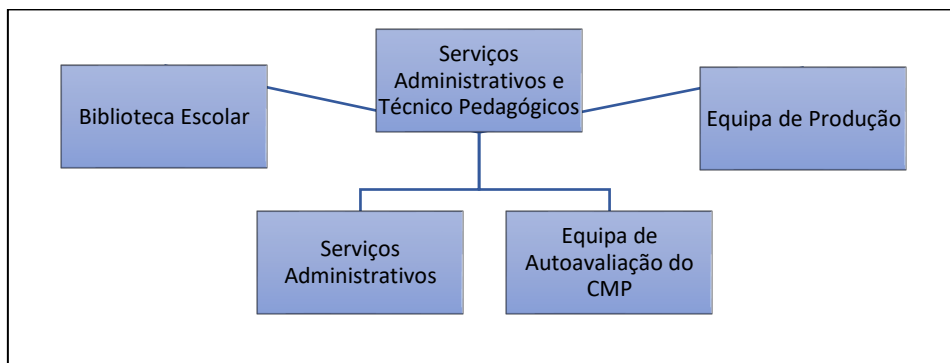 Serviços
Administrativos e
Técnico Pedagógicos
Biblioteca Escolar
Equipa de Produção
Serviços
Administrativos
Equipa de
Autoavaliação do
CMP